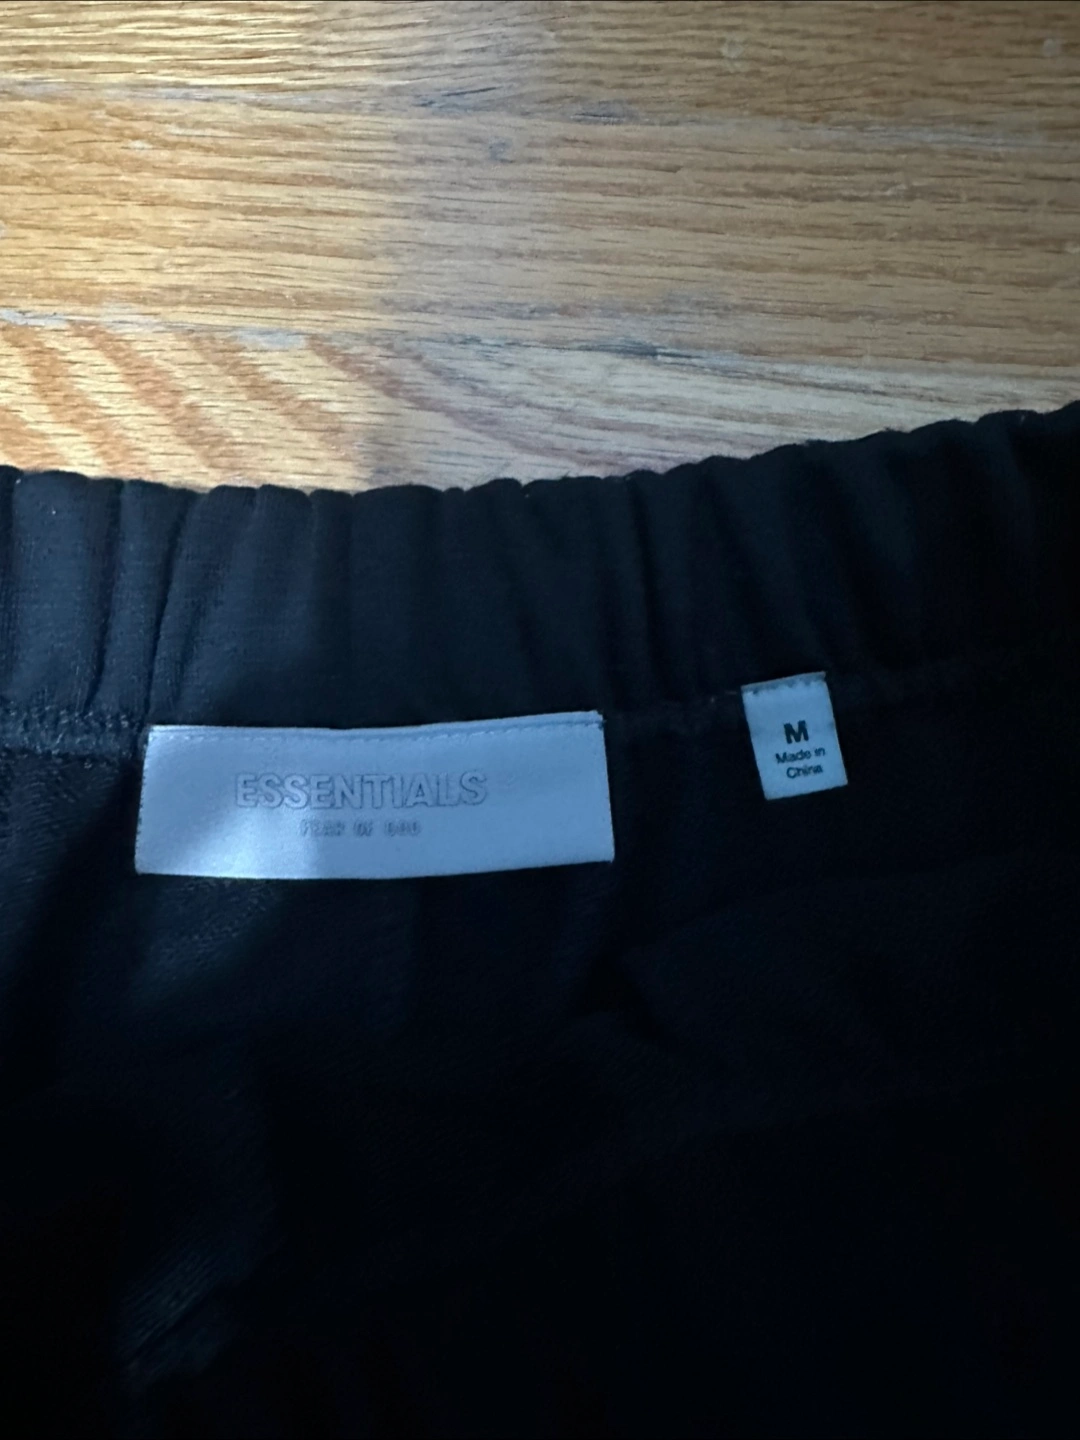 ESSENTIALS
FEAR OF GOD
M
Made in
China